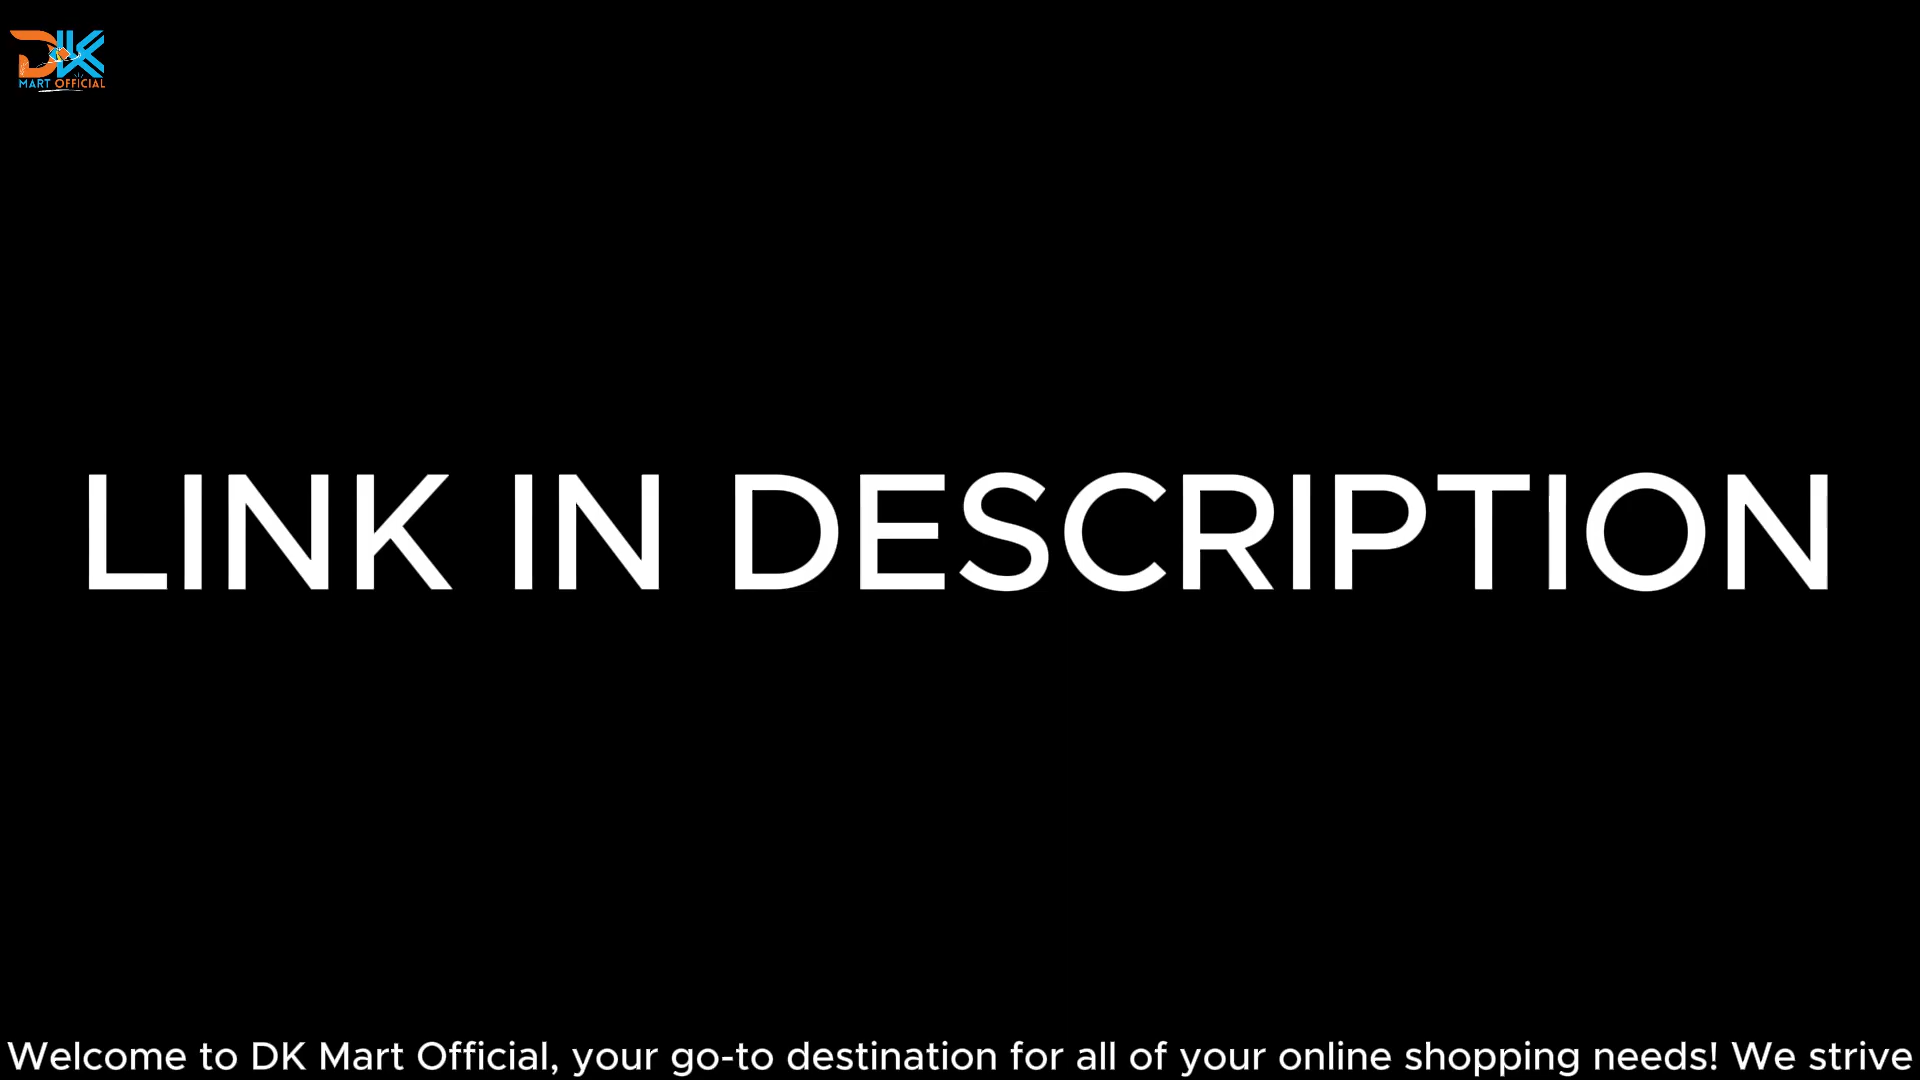 DK
MART OFFICIAL
LINK IN DESCRIPTION
Welcome to DK Mart Official, your go-to destination for all of your online shopping needs! We strive